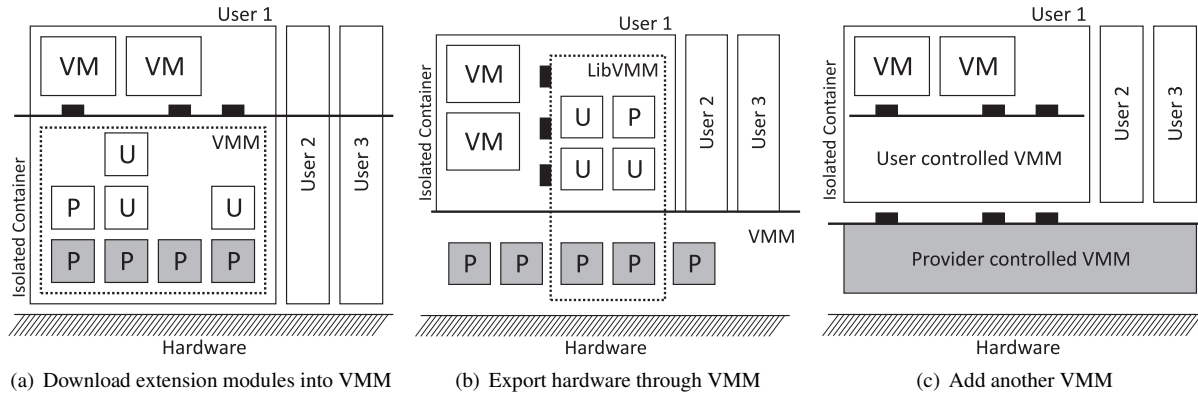 User 1
VM VM
VMM
U
P U U
P P P P
Isolated Container
User 2
User 3
Hardware
(a) Download extension modules into VMM
User 1
LibVMM
VM
U P
VM
U U
Isolated Container
User 2
User 3
VMM
P P P P P
Hardware
(b) Export hardware through VMM
User 1
VM VM
User controlled VMM
Isolated Container
User 2
User 3
Provider controlled VMM
Hardware
(c) Add another VMM